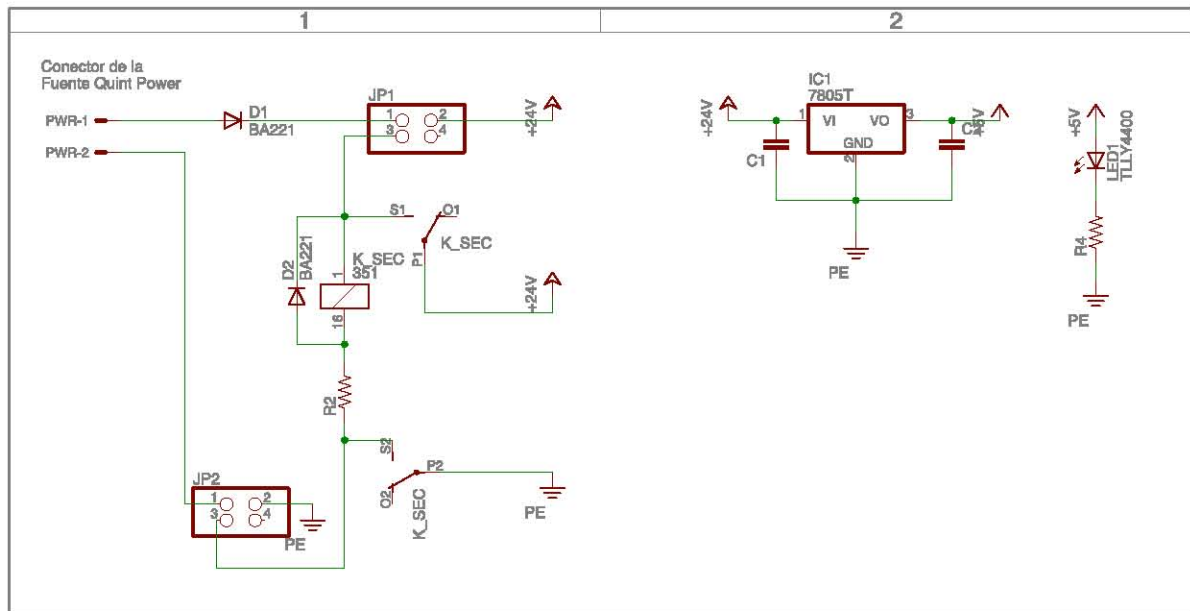 1
2
Conector de la
Fuente Quint Power
PWR-1
PWR-2
D1
BA221
JP1
1
2
3
4
+24V
S1
O1
P1
K_SEC
+24V
D2
BA221
K_SEC
351
1
16
R2
S2
P2
O2
K_SEC
PE
JP2
1
2
3
4
PE
+24V
C1
IC1
7805T
1
VI
VO
3
GND
2
PE
+5V
LED1
TLLY4400
R4
PE